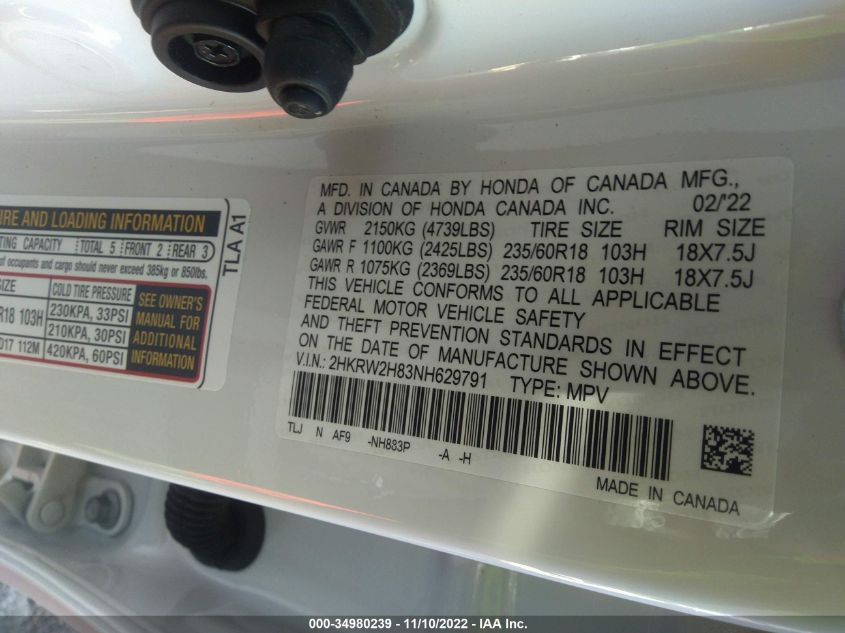 IRE AND LOADING INFORMATION
TING CAPACITY TOTAL 5 FRONT 2 REAR 3
of occupants and cargo should never exceed 385kg or 850lbs.
SIZE COLD TIRE PRESSURE
R18 103H 230KPA, 33PSI
210KPA, 30PSI
D17 112M 420KPA, 60PSI
SEE OWNER'S
MANUAL FOR
ADDITIONAL
INFORMATION
TLA A1
MFD. IN CANADA BY HONDA OF CANADA MFG.,
A DIVISION OF HONDA CANADA INC. 02/'22
GVWR 2150KG (4739LBS) TIRE SIZE RIM SIZE
GAWR F 1100KG (2425LBS) 235/60R18 103H 18X7.5J
GAWR R 1075KG (2369LBS) 235/60R18 103H 18X7.5J
THIS VEHICLE CONFORMS TO ALL APPLICABLE
FEDERAL MOTOR VEHICLE SAFETY
AND THEFT PREVENTION STANDARDS IN EFFECT
ON THE DATE OF MANUFACTURE SHOWN ABOVE.
V.I.N.: 2HKRW2H83NH629791 TYPE: MPV
TLJ N AF9 -NH883P -A -H
MADE IN CANADA
000-34980239 - 11/10/2022 - IAA Inc.